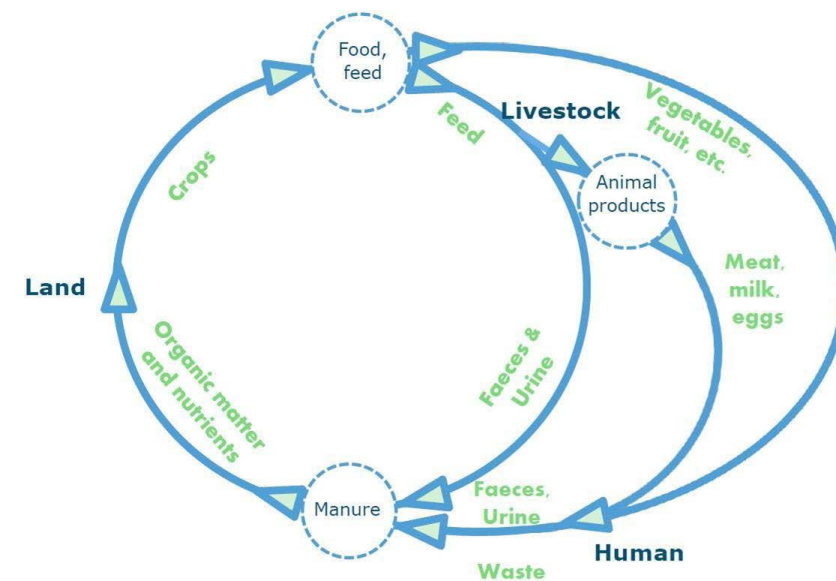 Food,
feed
Livestock
Feed
Vegetables,
fruit, etc.
Crops
Animal
products
Land
Meat,
milk,
eggs
Organic matter
and nutrients
Faeces &
Urine
Manure
Faeces,
Urine
Human
Waste